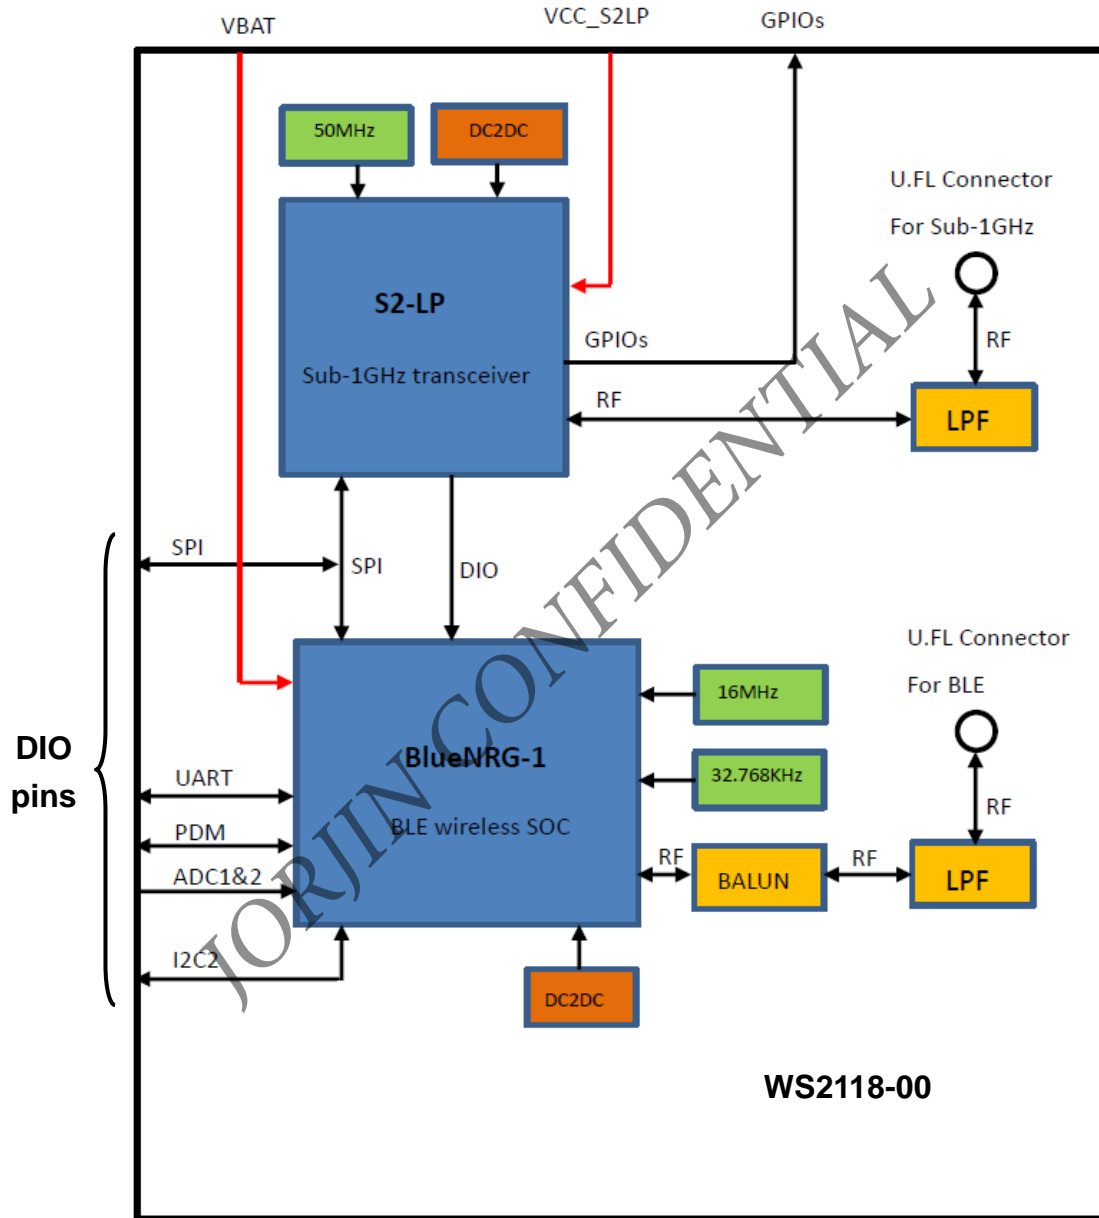 VBAT
VCC_S2LP
GPIOs
50MHz
DC2DC
U.FL Connector
For Sub-1GHz
S2-LP
Sub-1GHz transceiver
GPIOs
RF
RF
LPF
SPI
SPI
DIO
U.FL Connector
For BLE
16MHz
BlueNRG-1
32.768KHz
DIO
pins
UART
BLE wireless SOC
RF
PDM
RF
RF
BALUN
LPF
ADC1&2
I2C2
DC2DC
WS2118-00
JORJIN CONFIDENTIAL